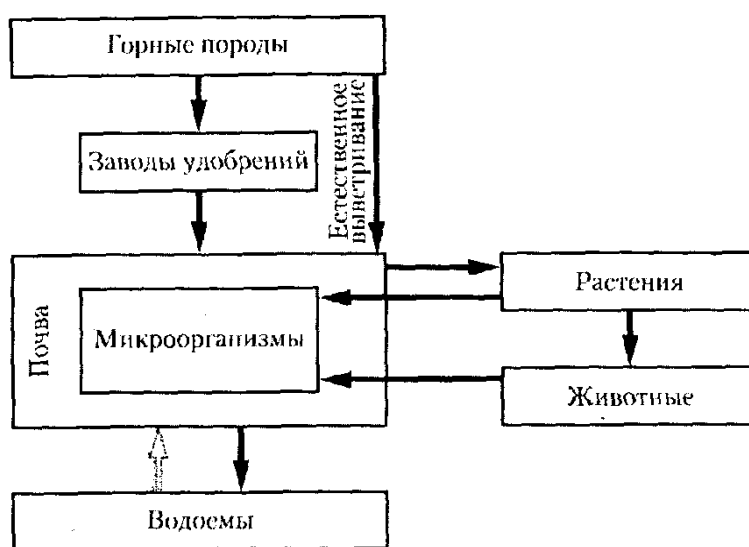 Горные породы
Естественное
выветривание
Заводы удобрений
Почва
Микроорганизмы
Растения
Животные
Водоемы